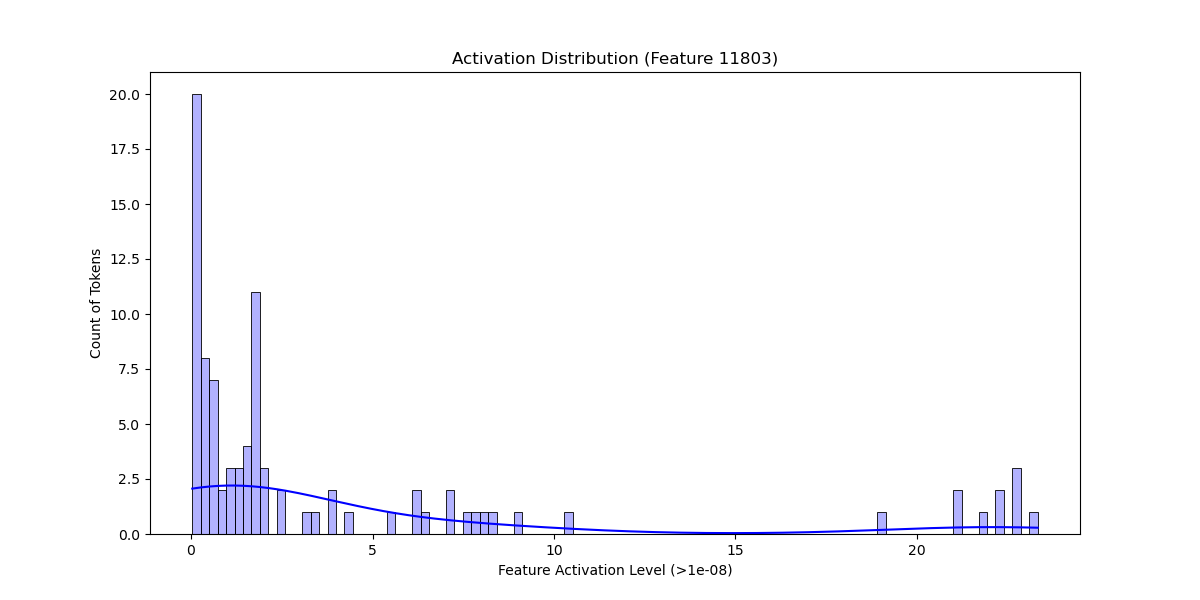 Activation Distribution (Feature 11803)
20.0
17.5
15.0
12.5
10.0
7.5
5.0
2.5
0.0
Count of Tokens
0 5 10 15 20
Feature Activation Level (>1e-08)